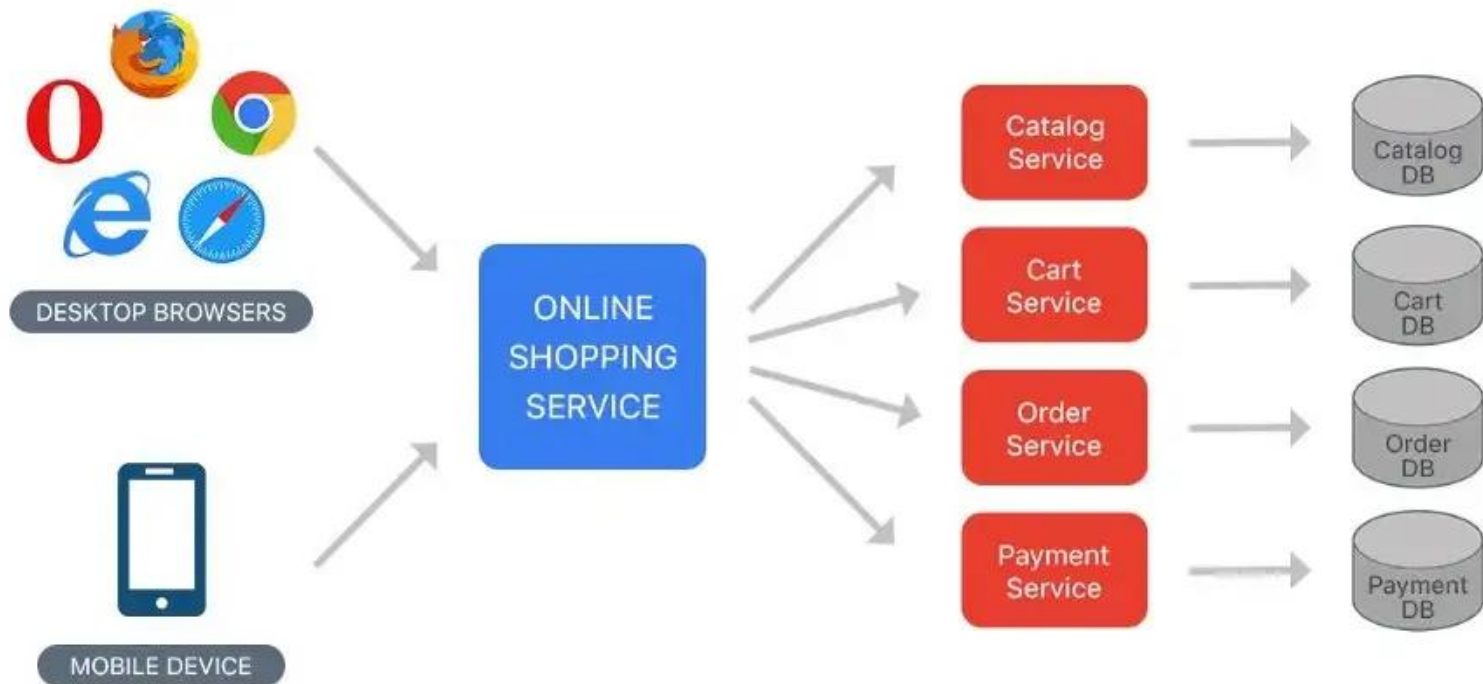 DESKTOP BROWSERS
MOBILE DEVICE
ONLINE
SHOPPING
SERVICE
Catalog
Service
Cart
Service
Order
Service
Payment
Service
Catalog
DB
Cart
DB
Order
DB
Payment
DB